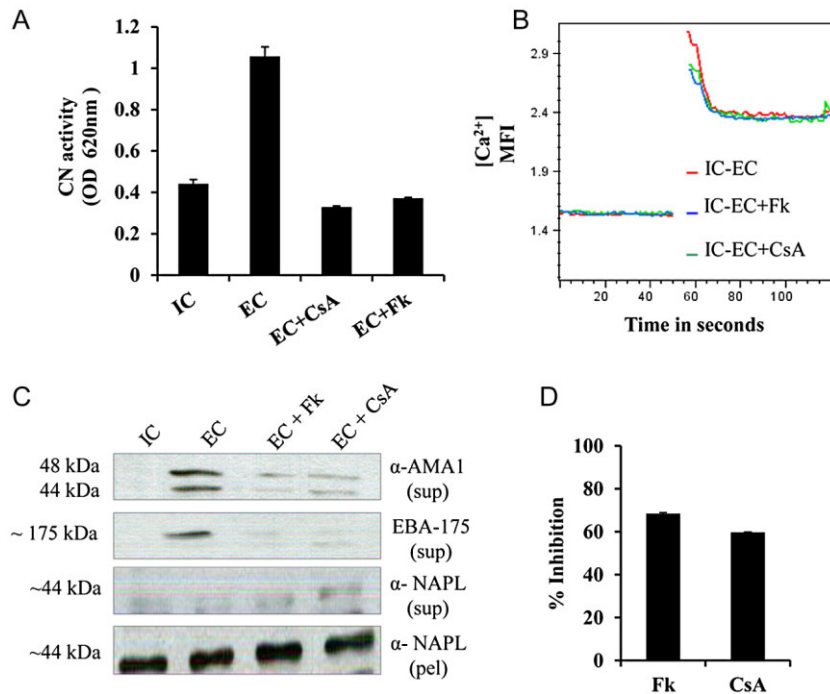 A
CN activity
(OD 620nm)
1.2
1
0.8
0.6
0.4
0.2
0
IC
EC
EC+CsA
EC+Fk
B
[Ca²⁺]
MFI
2.9
2.4
1.9
1.4
IC-EC
IC-EC+Fk
IC-EC+CsA
20
40
60
80
100
Time in seconds
C
IC
EC
EC + Fk
EC + CsA
48 kDa
44 kDa
α-AMA1
(sup)
~ 175 kDa
EBA-175
(sup)
~44 kDa
α- NAPL
(sup)
~44 kDa
α- NAPL
(pel)
D
% Inhibition
100
80
60
40
20
0
Fk
CsA